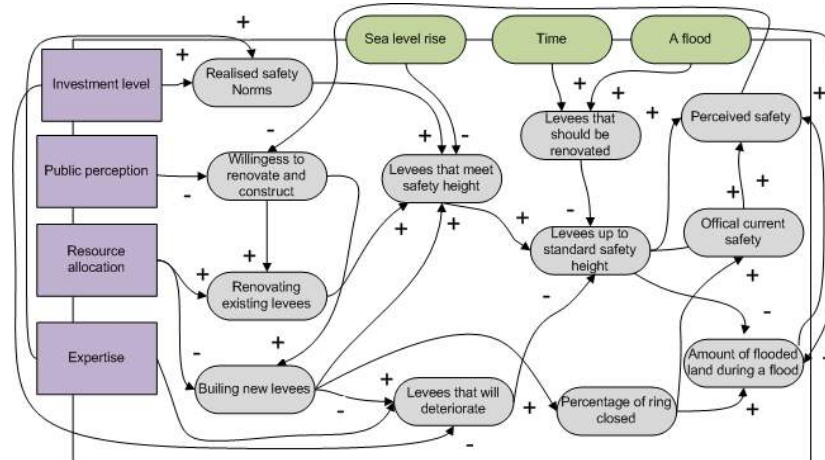 Sea level rise
Time
A flood
Investment level
Realised safety
Norms
Levees that
should be
renovated
Perceived safety
Public perception
Willingess to
renovate and
construct
Levees that meet
safety height
Resource
allocation
Levees up to
standard safety
height
Offical current
safety
Renovating
existing levees
Expertise
Builing new levees
Levees that will
deteriorate
Percentage of ring
closed
Amount of flooded
land during a flood
+
+
+
+
+
+
+
-
-
+
-
-
+
+
+
+
-
+
+
+
+
-
-
+
-
+
+
-
+
+
-
-